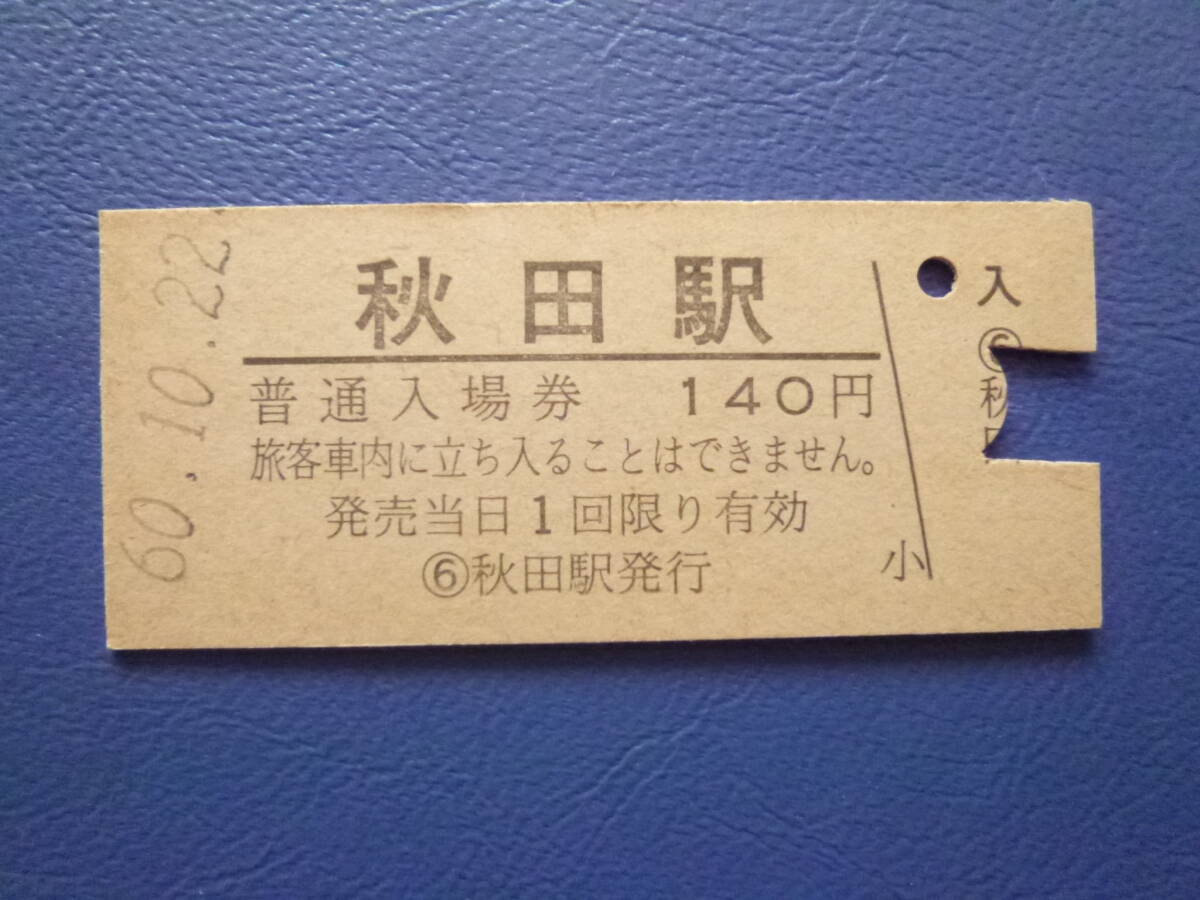 60.10.22
秋田駅
普通入場券 140円
旅客車内に立ち入ることはできません。
発売当日1回限り有効
⑥秋田駅発行
小
入
⑥